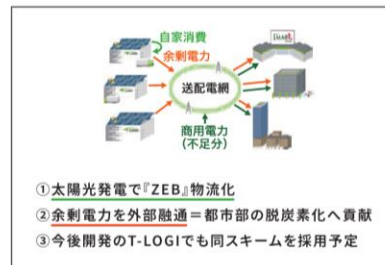 自家消費
余剰電力
SMARK
送配電網
商用電力
(不足分)
①太陽光発電で『ZEB』物流化
②余剰電力を外部融通＝都市部の脱炭素化へ貢献
③今後開発のT-LOGIでも同スキームを採用予定